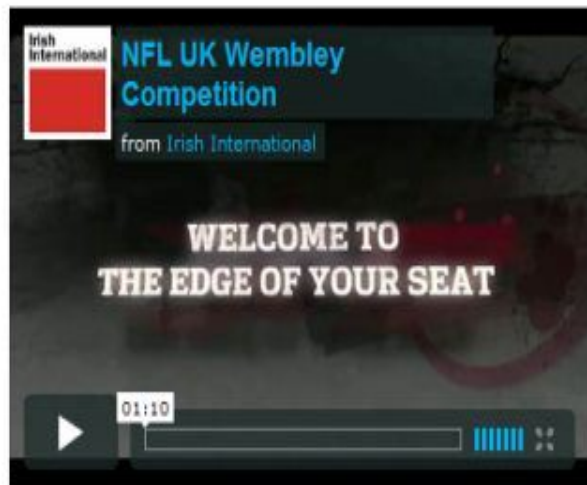 Irish
International
NFL UK Wembley
Competition
from Irish International
WELCOME TO
THE EDGE OF YOUR SEAT
01:10